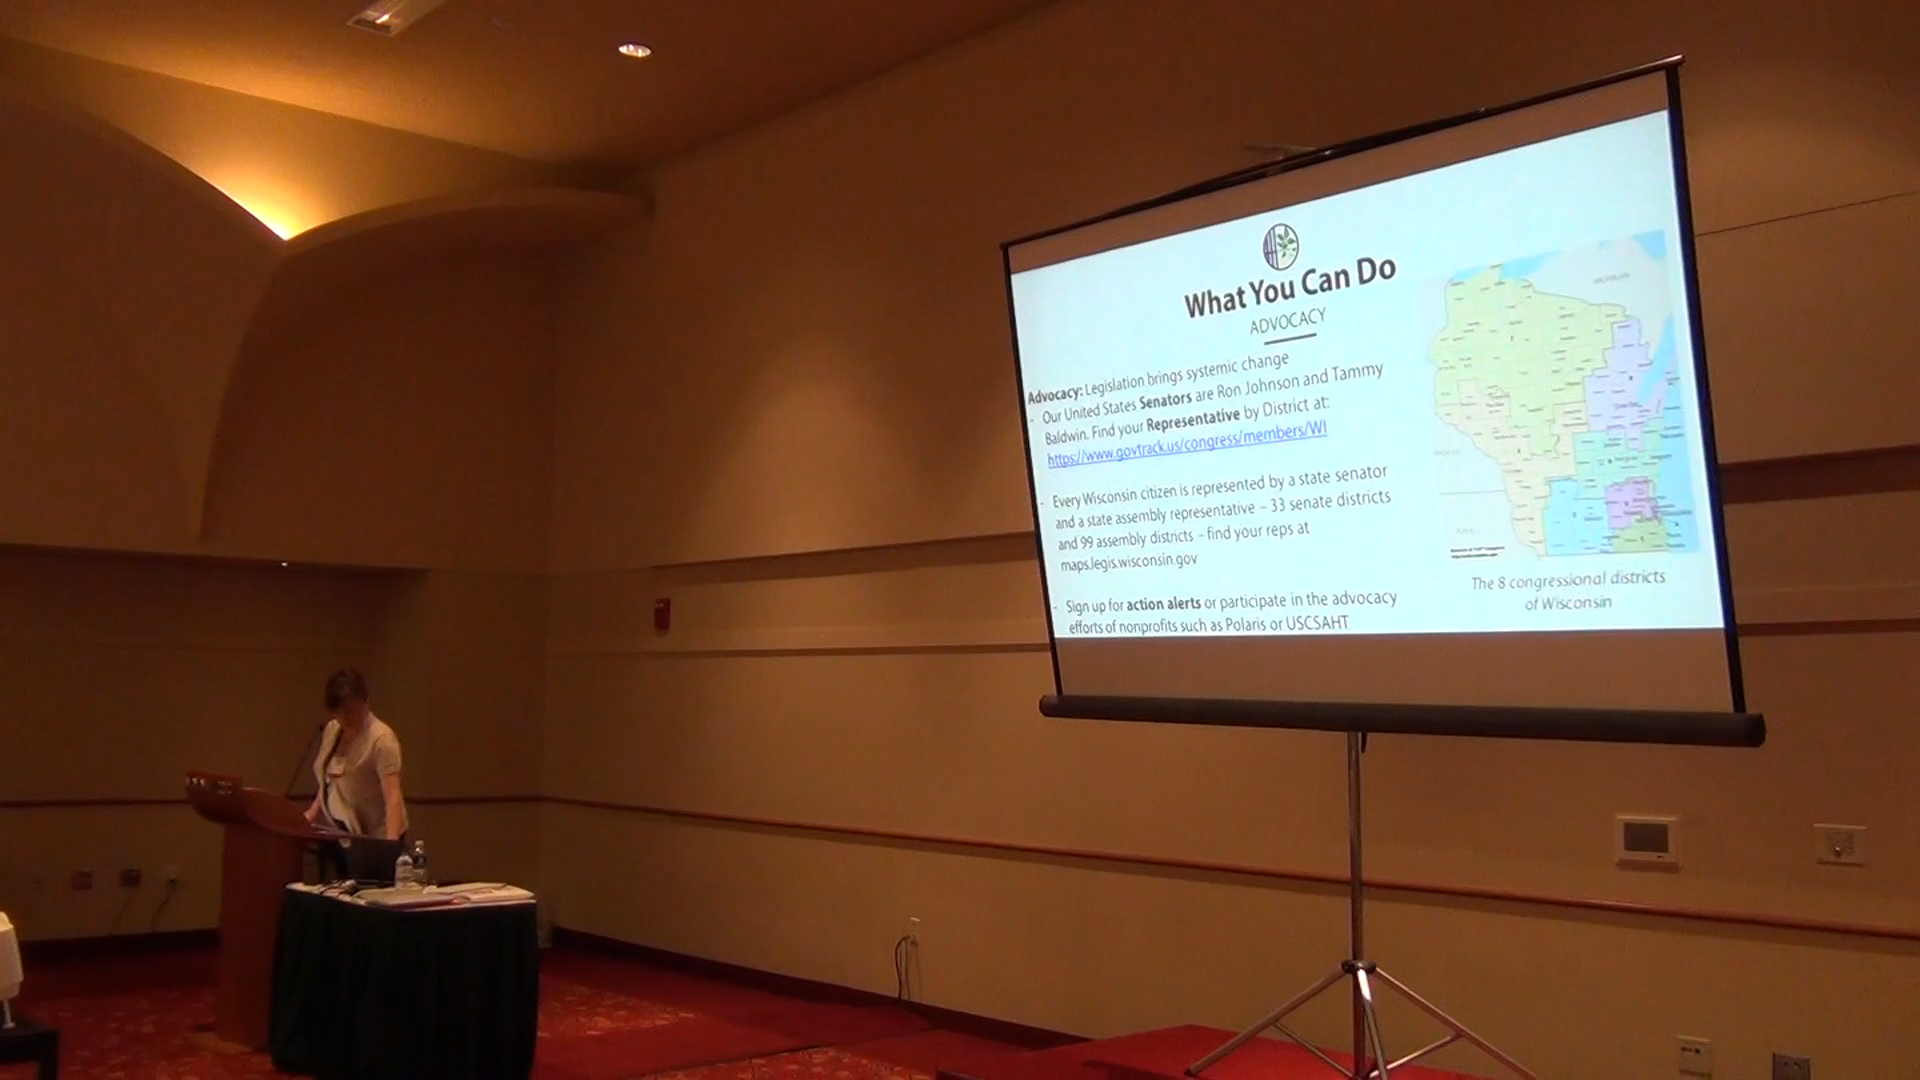 What You Can Do
ADVOCACY
Advocacy: Legislation brings systemic change
- Our United States Senators are Ron Johnson and Tammy
Baldwin. Find your Representative by District at:
https://www.govtrack.us/congress/members/WI
- Every Wisconsin citizen is represented by a state senator
and a state assembly representative – 33 senate districts
and 99 assembly districts – find your reps at
maps.legis.wisconsin.gov
- Sign up for action alerts or participate in the advocacy
efforts of nonprofits such as Polaris or USCSAHT
The 8 congressional districts
of Wisconsin